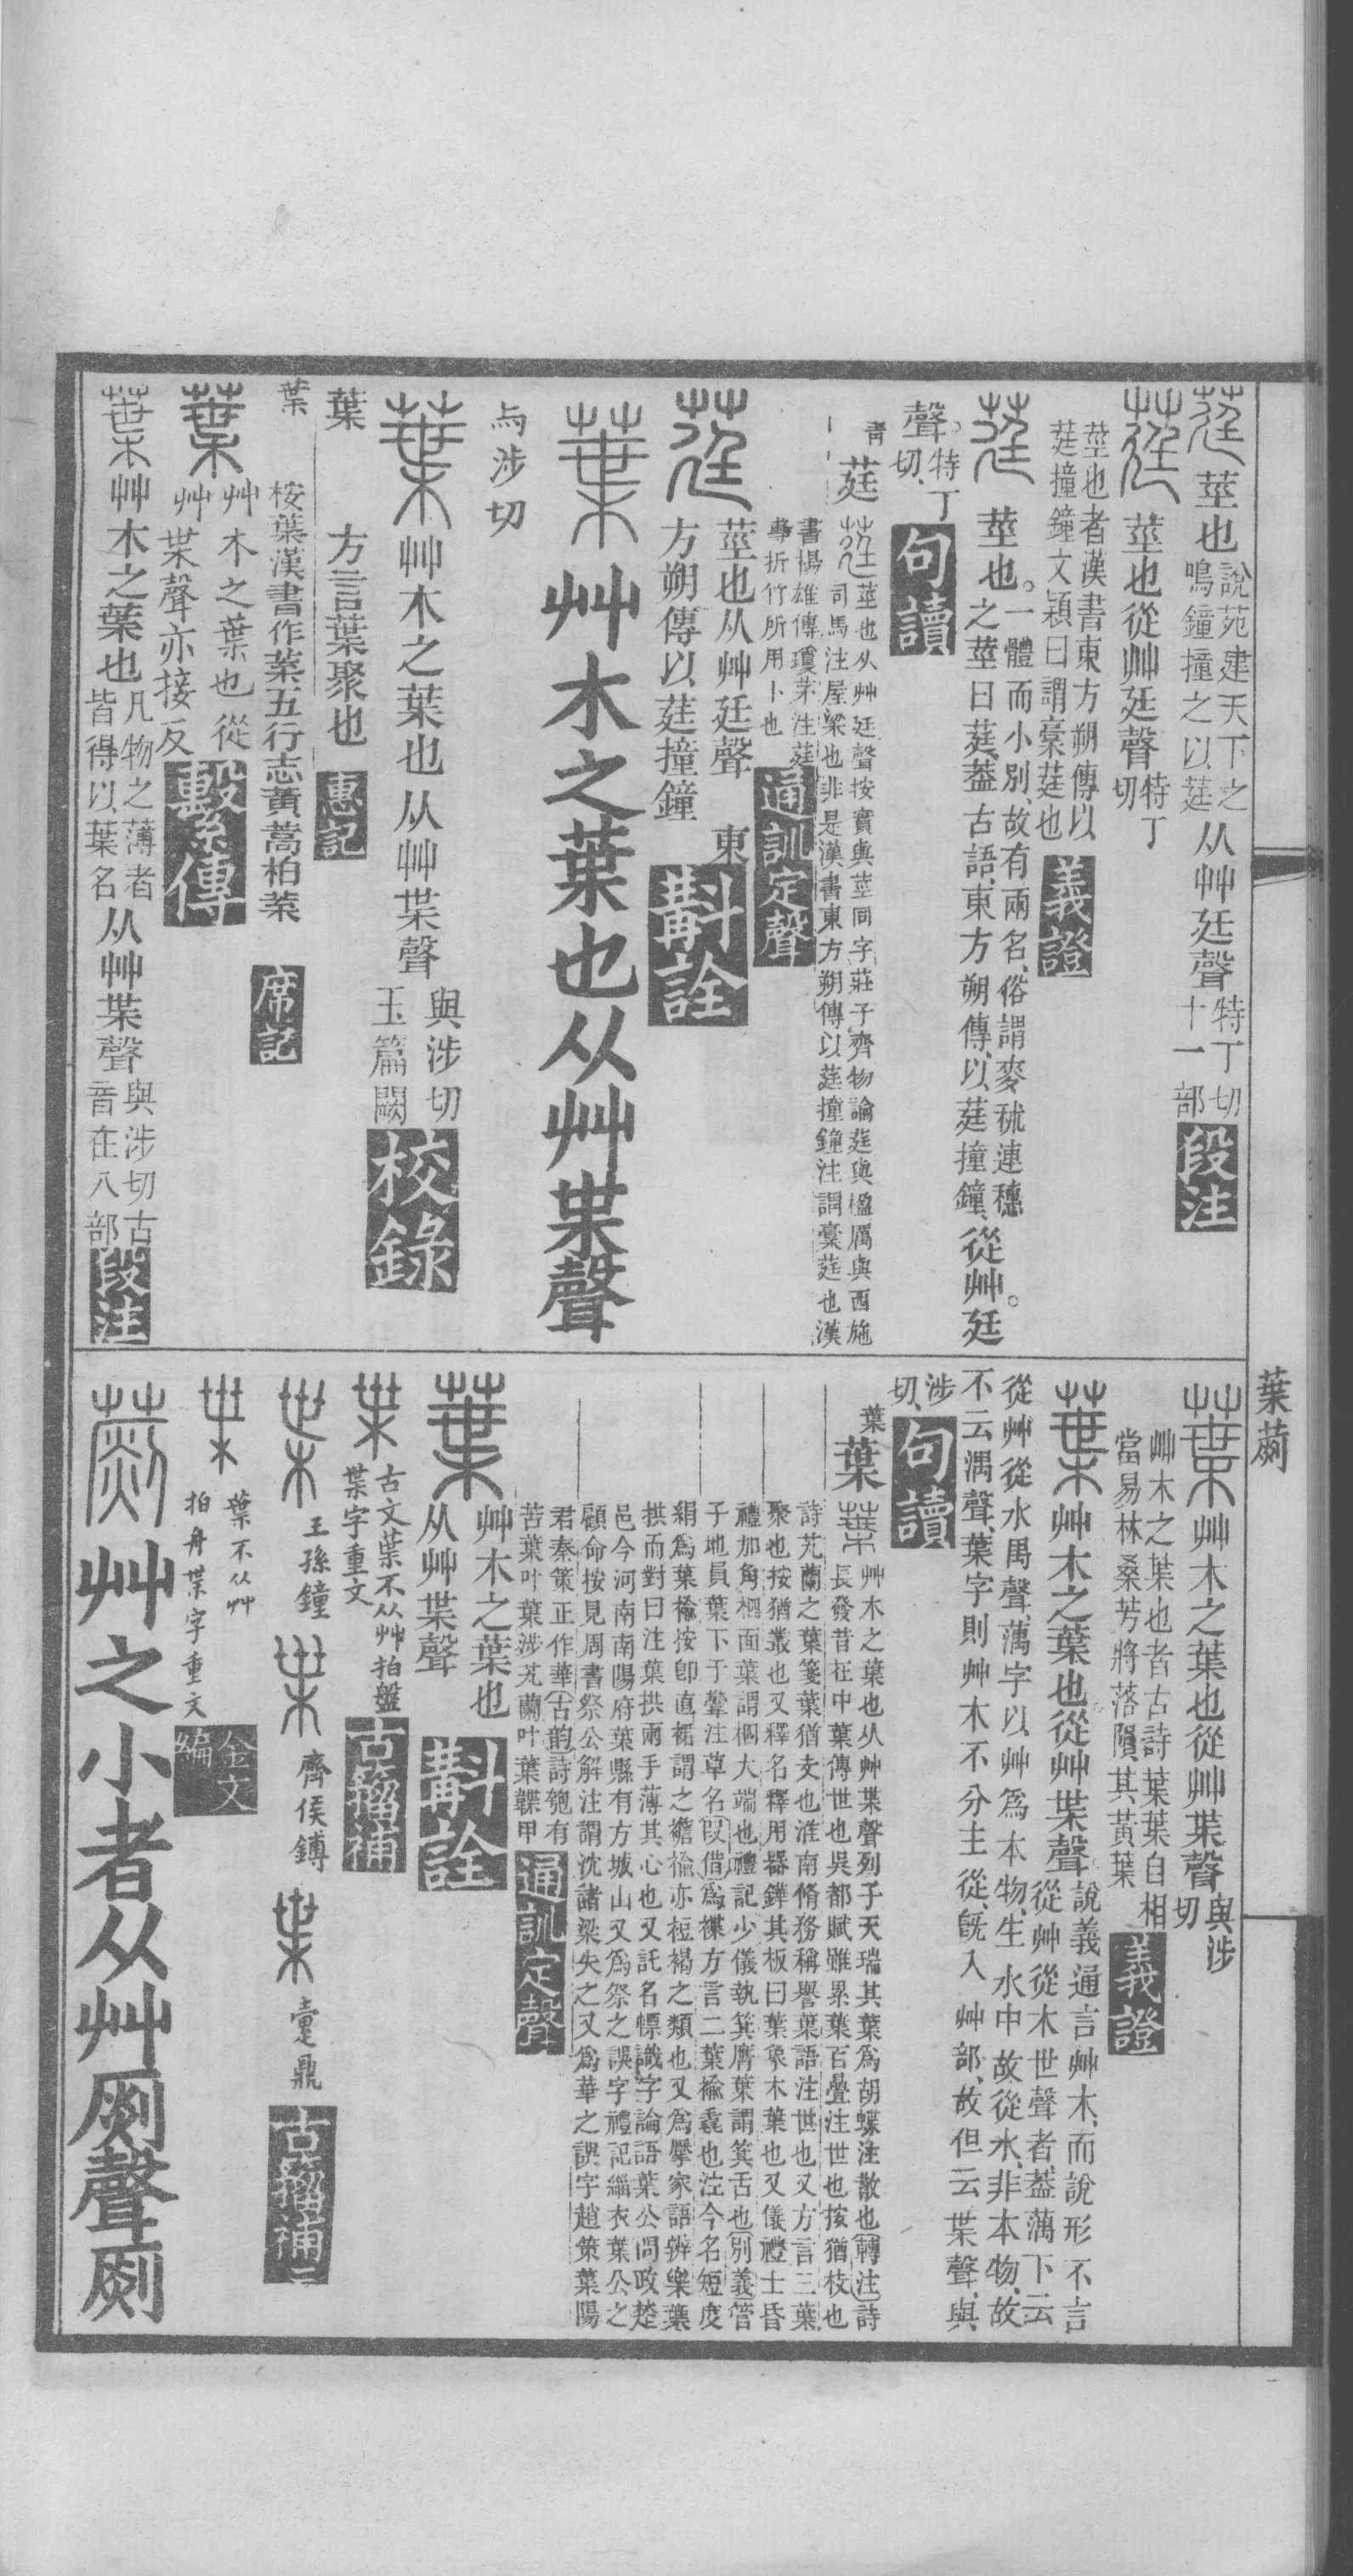 葉𦽅
莛莖也說苑建天下之鳴鐘撞之以莛从艸廷聲特丁切十一部段注
莛莖也從艸廷聲特丁切
莖也者漢書東方朔傳以莛撞鐘文穎曰謂稾莛也義證
莛莖也。一體而小別、故有兩名、俗謂麥秫連穗之莖曰莛、葢古語、東方朔傳、以莛撞鐘、從艸。廷
聲。特丁切、句讀
青莛莛莖也从艸廷聲按實與莖同字莊子齊物論莛與楹厲與西施司馬注屋梁也非是漢書東方朔傳以莛撞鐘注謂稾莛也漢
書揚雄傳瓊茅注莛專折竹所用卜也通訓定聲
莛莖也从艸廷聲東方朔傳以莛撞鐘斠詮
葉艸木之葉也从艸枼聲
与涉切
葉艸木之葉也从艸枼聲與涉切玉篇闕校錄
葉方言葉聚也惠記
葉桉葉漢書作䒶五行志黃蒿柏䒶席記
葉艸木之葉也從艸枼聲亦接反繫傳
葉艸木之葉也凡物之薄者皆得以葉名从艸枼聲與涉切古音在八部段注
葉艸木之葉也從艸枼聲與涉切
艸木之葉也者古詩葉葉自相當易林桑芳將落隕其黃葉義證
葉艸木之葉也從艸枼聲說義通言艸木、而說形不言從艸從木世聲者、葢蕅下云
從艸從水禺聲、蕅字以艸爲本物、生水中故從水、非本物、故不云湡聲、葉字則艸木不分主從、旣入艸部、故但云枼聲、與
涉切、句讀
葉葉葉艸木之葉也从艸枼聲列子天瑞其葉爲胡蝶注散也轉注詩長發昔在中葉傳世也吳都賦雖累葉百疊注世也按猶枝也
詩芄蘭之葉箋葉猶支也淮南脩務稱譽葉語注世也又方言三葉聚也按猶叢也又釋名釋用器鏵其板曰葉象木葉也又儀禮士昏
禮加角柶面葉謂柶大端也禮記少儀執箕膺葉謂箕舌也別義管子地員葉下于䕯注草名叚借爲褋方言二葉褕毳也注今名短度
絹爲葉褕按卽直裾謂之襜褕亦裋褐之類也又爲擪家語辨樂葉拱而對曰注葉拱兩手薄其心也又託名幖識字論語葉公問政楚
邑今河南南陽府葉縣有方城山又爲祭之誤字禮記緇衣葉公之顧命按見周書祭公解注謂沈諸梁失之又爲華之誤字趙策葉陽
君秦策正作華古韵詩匏有苦葉叶葉涉芄蘭叶葉韘甲通訓定聲
葉艸木之葉也从艸枼聲斠詮
枼古文葉不从艸拍盤枼字重文古籀補
枼王孫鐘枼齊侯鎛枼鼎古籀補
枼葉不从艸拍舟枼字重文金文編
𦽅艸之小者从艸𠛱聲𠛱